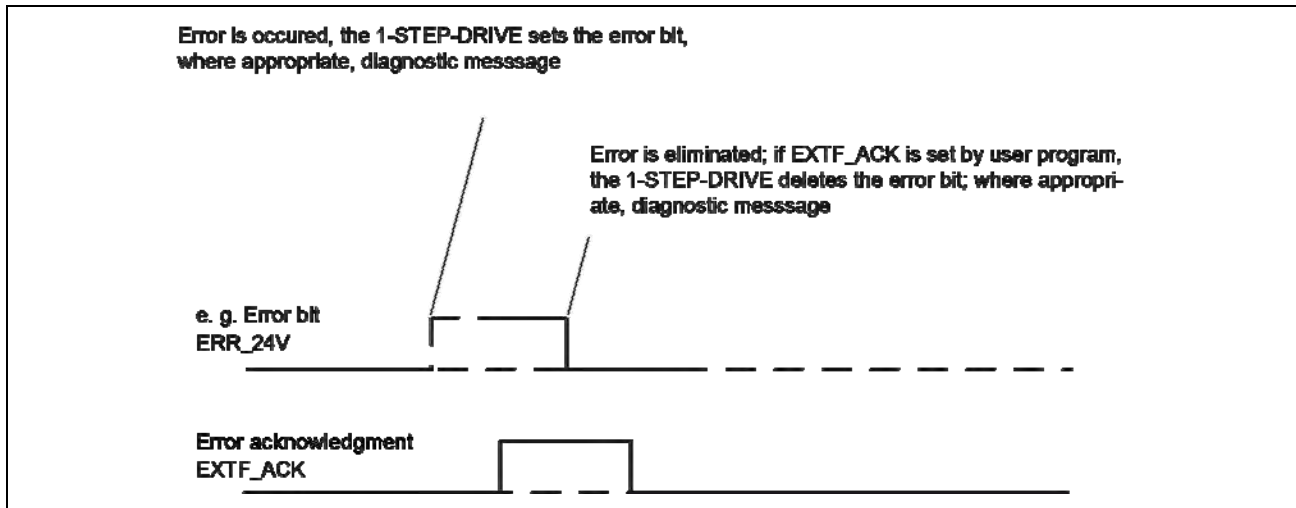 Error is occured, the 1-STEP-DRIVE sets the error bit,
where appropriate, diagnostic messsage
Error is eliminated; if EXTF_ACK is set by user program,
the 1-STEP-DRIVE deletes the error bit; where appropri-
ate, diagnostic messsage
e. g. Error bit
ERR_24V
Error acknowledgment
EXTF_ACK